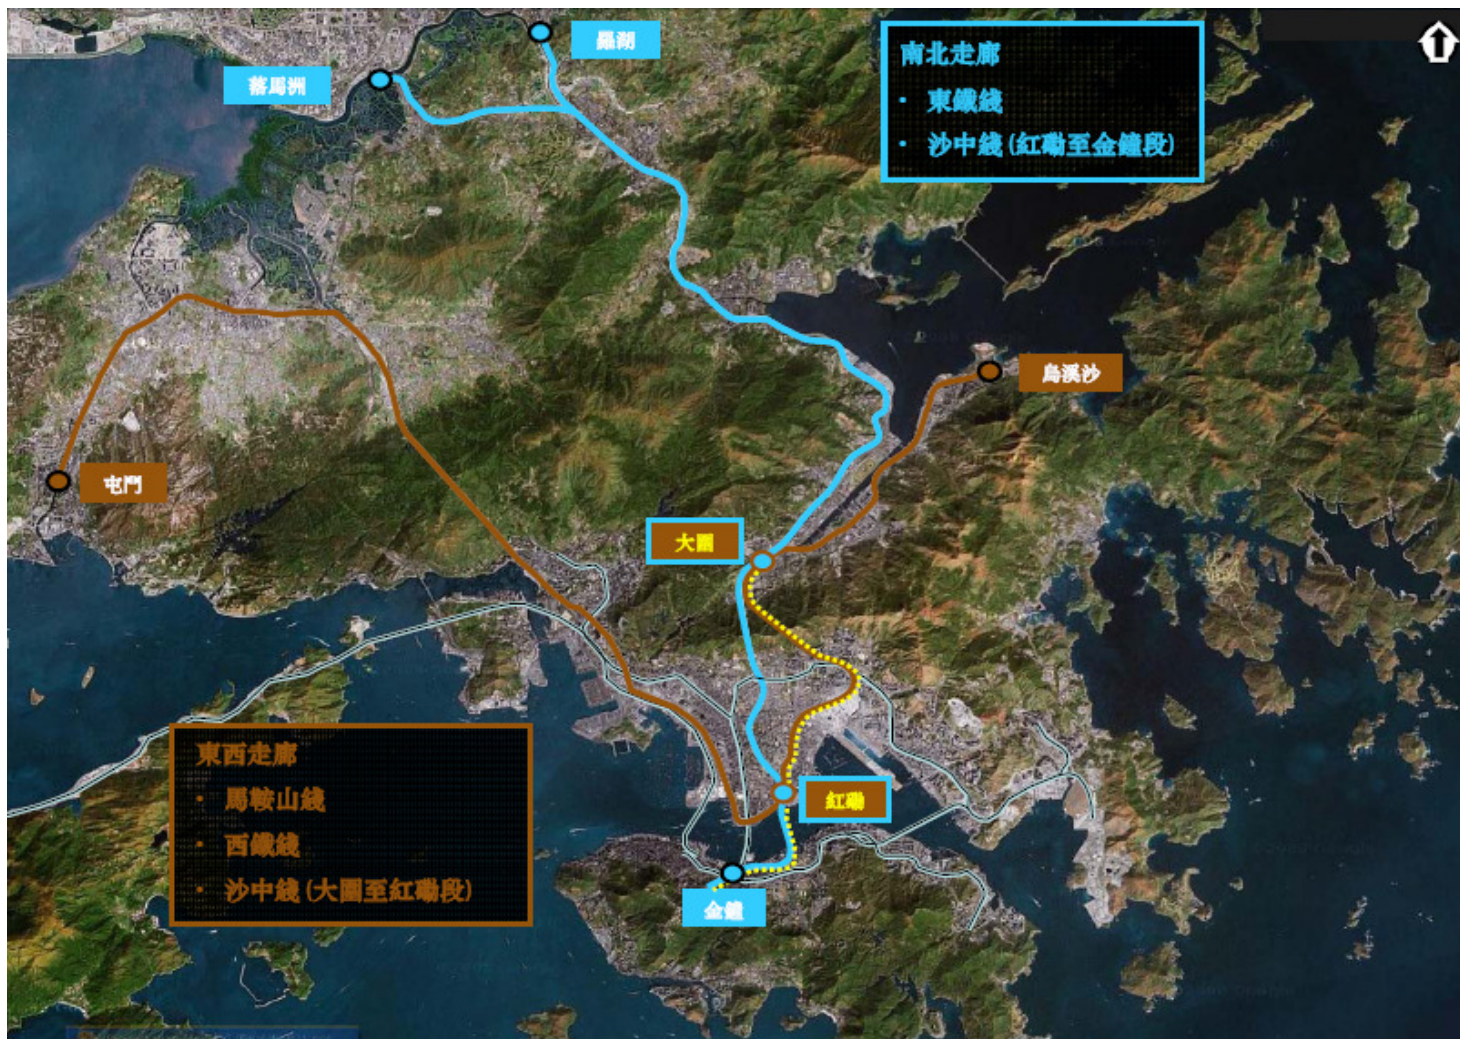 羅湖
落馬洲
南北走廊
• 東鐵綫
• 沙中綫(紅磡至金鐘段)
烏溪沙
屯門
大圍
東西走廊
• 馬鞍山綫
• 西鐵綫
• 沙中綫(大圍至紅磡段)
紅磡
金鐘